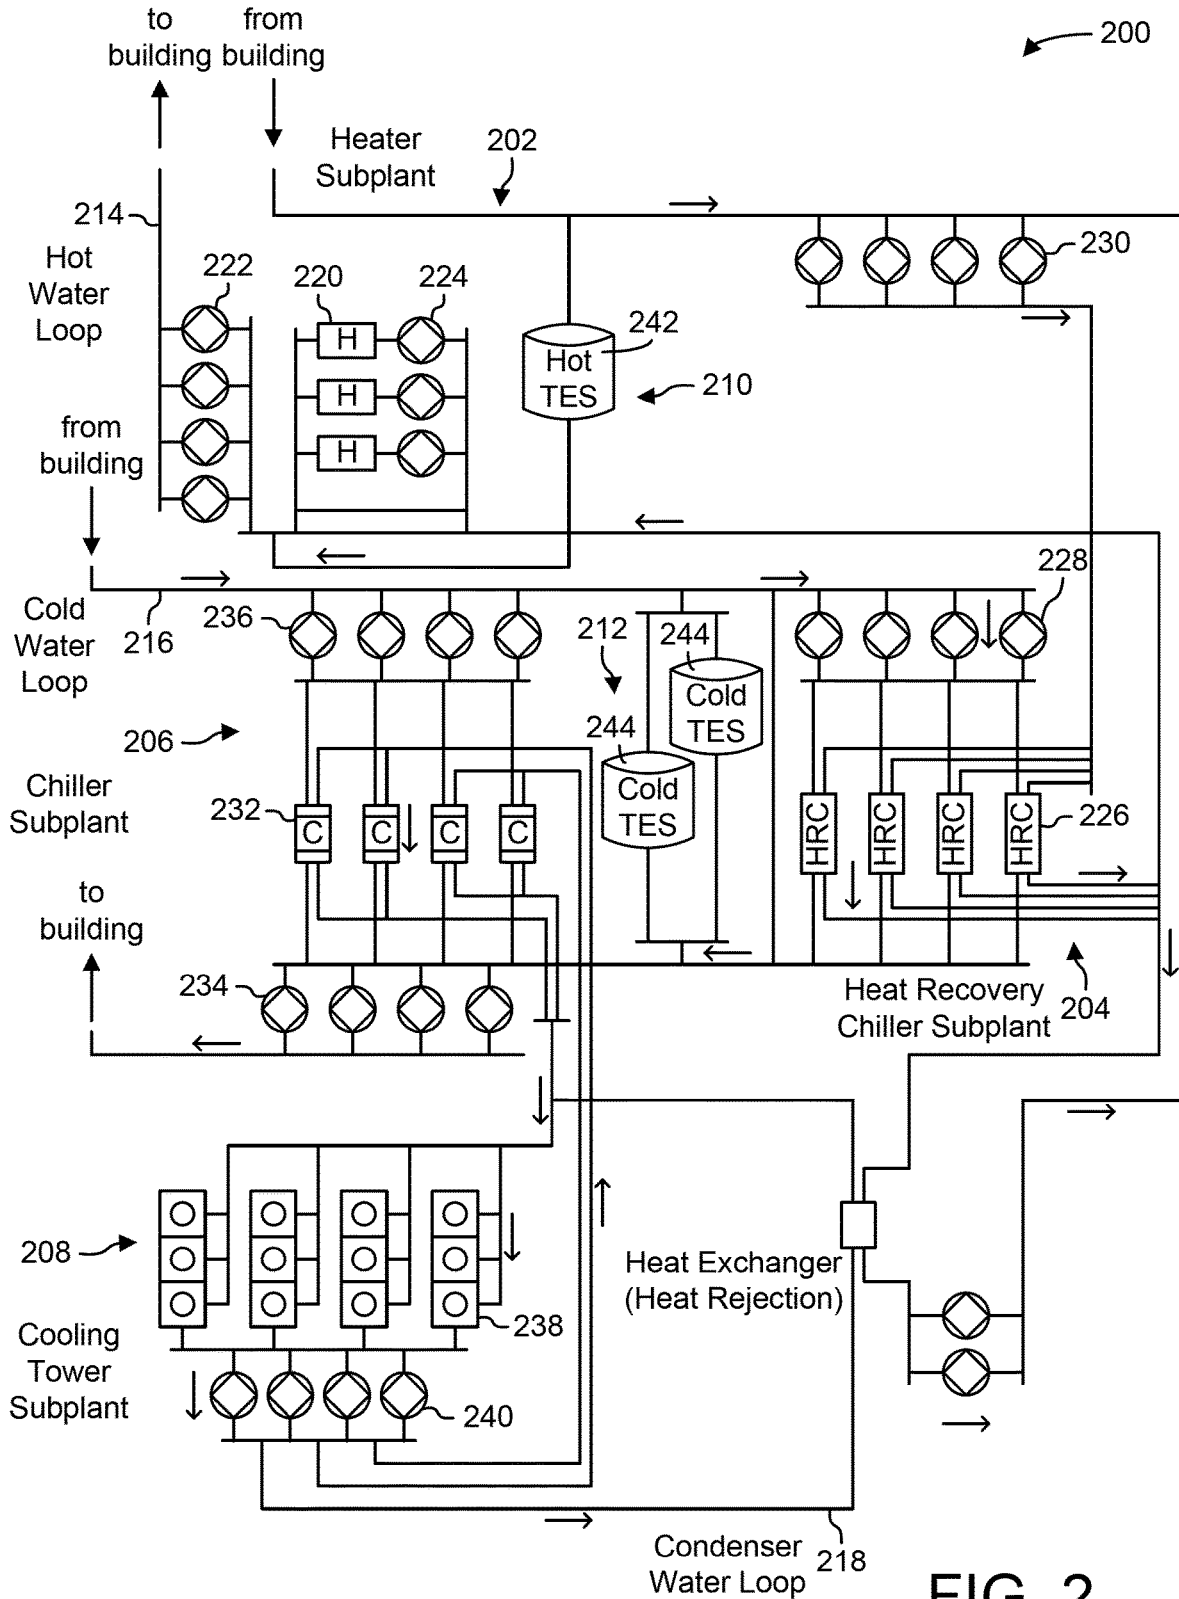 to
building
from
building
200
Heater
Subplant
202
214
Hot
Water
Loop
222
220
224
230
H
H
H
Hot
TES
242
210
from
building
216
Cold
Water
Loop
236
228
212
244
Cold
TES
244
Cold
TES
206
Chiller
Subplant
232
C
C
C
C
HRC
HRC
HRC
HRC
226
to
building
234
Heat Recovery
Chiller Subplant
204
208
Heat Exchanger
(Heat Rejection)
238
Cooling
Tower
Subplant
240
Condenser
Water Loop
218
FIG. 2